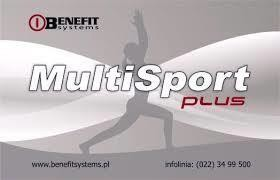 BENEFIT
systems
MultiSport
plus
www.benefitsystems.pl
infolinia: (022) 34 99 500